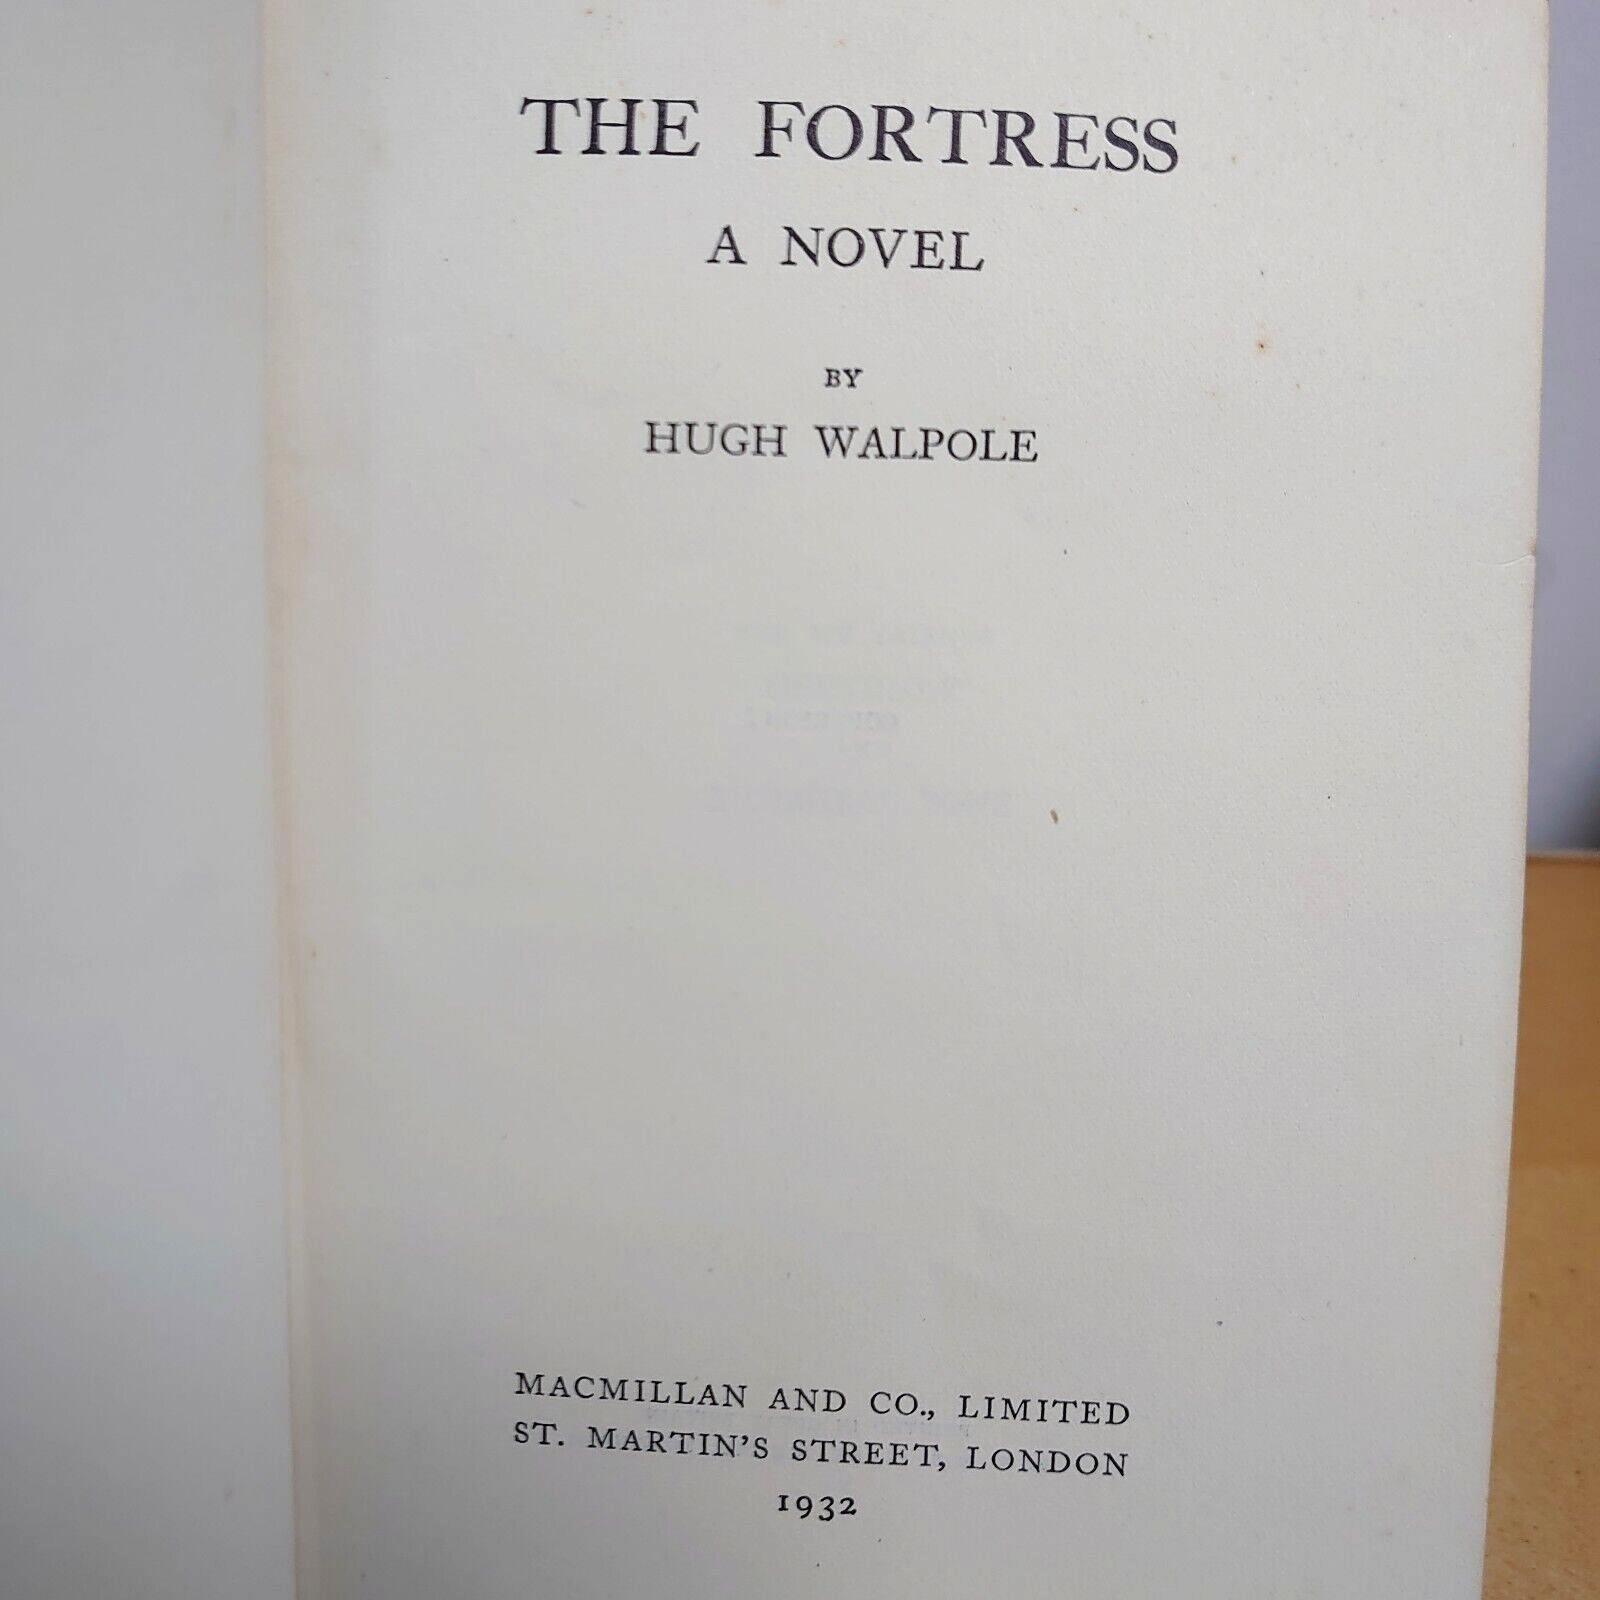 THE FORTRESS
A NOVEL
BY
HUGH WALPOLE
MACMILLAN AND CO., LIMITED
ST. MARTIN'S STREET, LONDON
1932